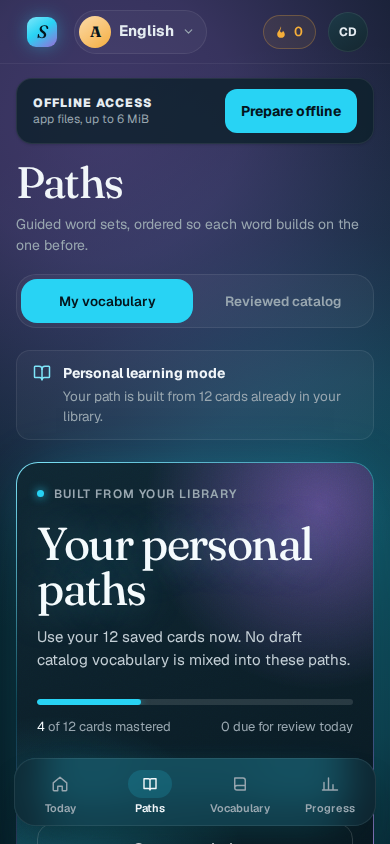 S
A English
0
CD
OFFLINE ACCESS
app files, up to 6 MiB
Prepare offline
Paths
Guided word sets, ordered so each word builds on the
one before.
My vocabulary
Reviewed catalog
Personal learning mode
Your path is built from 12 cards already in your
library.
BUILT FROM YOUR LIBRARY
Your personal
paths
Use your 12 saved cards now. No draft
catalog vocabulary is mixed into these paths.
4 of 12 cards mastered
0 due for review today
Today
Paths
Vocabulary
Progress